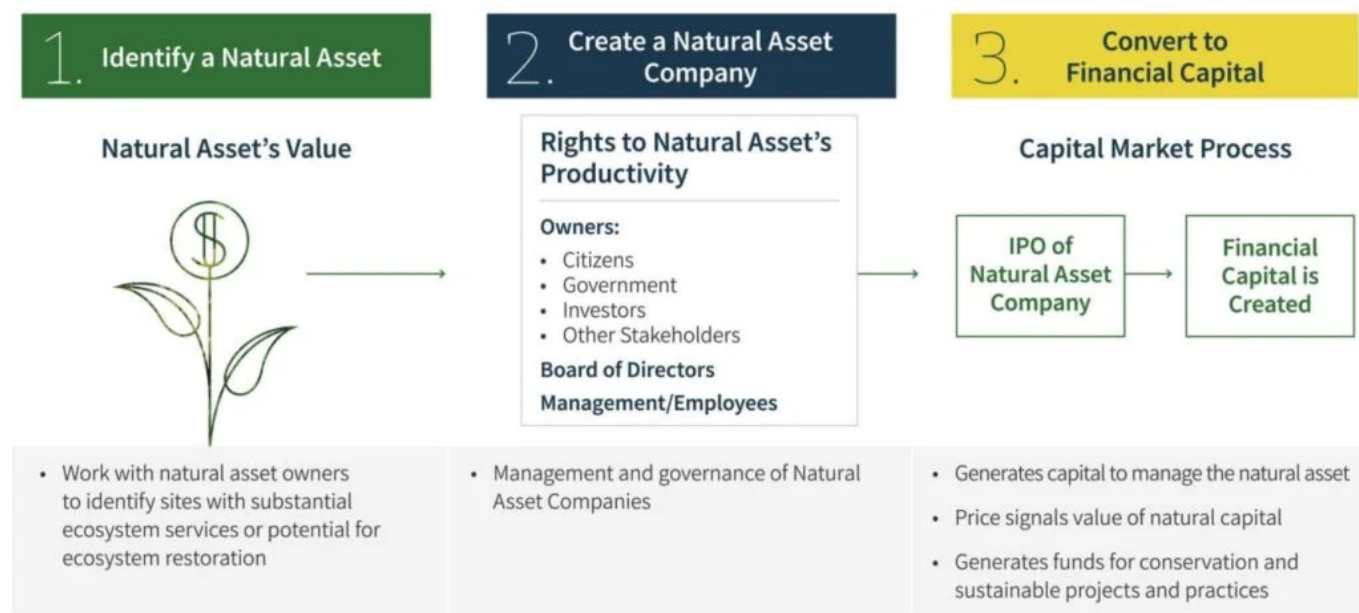 1. Identify a Natural Asset
Natural Asset's Value
$
• Work with natural asset owners
to identify sites with substantial
ecosystem services or potential for
ecosystem restoration
2. Create a Natural Asset
Company
Rights to Natural Asset's
Productivity
Owners:
• Citizens
• Government
• Investors
• Other Stakeholders
Board of Directors
Management/Employees
• Management and governance of Natural
Asset Companies
3. Convert to
Financial Capital
Capital Market Process
IPO of
Natural Asset
Company
Financial
Capital is
Created
• Generates capital to manage the natural asset
• Price signals value of natural capital
• Generates funds for conservation and
sustainable projects and practices